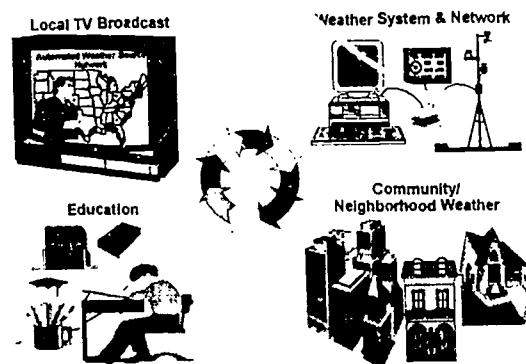 Local TV Broadcast
Weather System & Network
Automated Weather Source
Network
Education
Community/
Neighborhood Weather